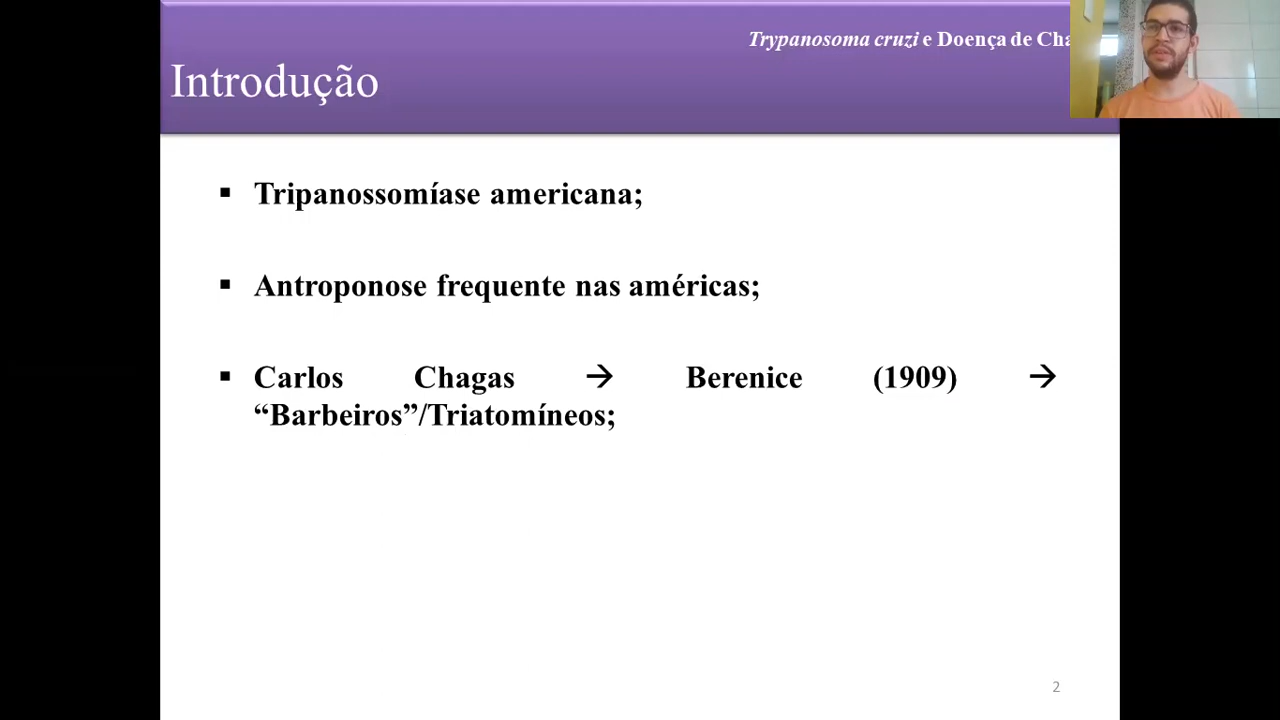 Trypanosoma cruzi e Doença de Cha
Introdução
▪ Tripanossomíase americana;
▪ Antroponose frequente nas américas;
▪ Carlos Chagas → Berenice (1909) →
“Barbeiros”/Triatomíneos;
2